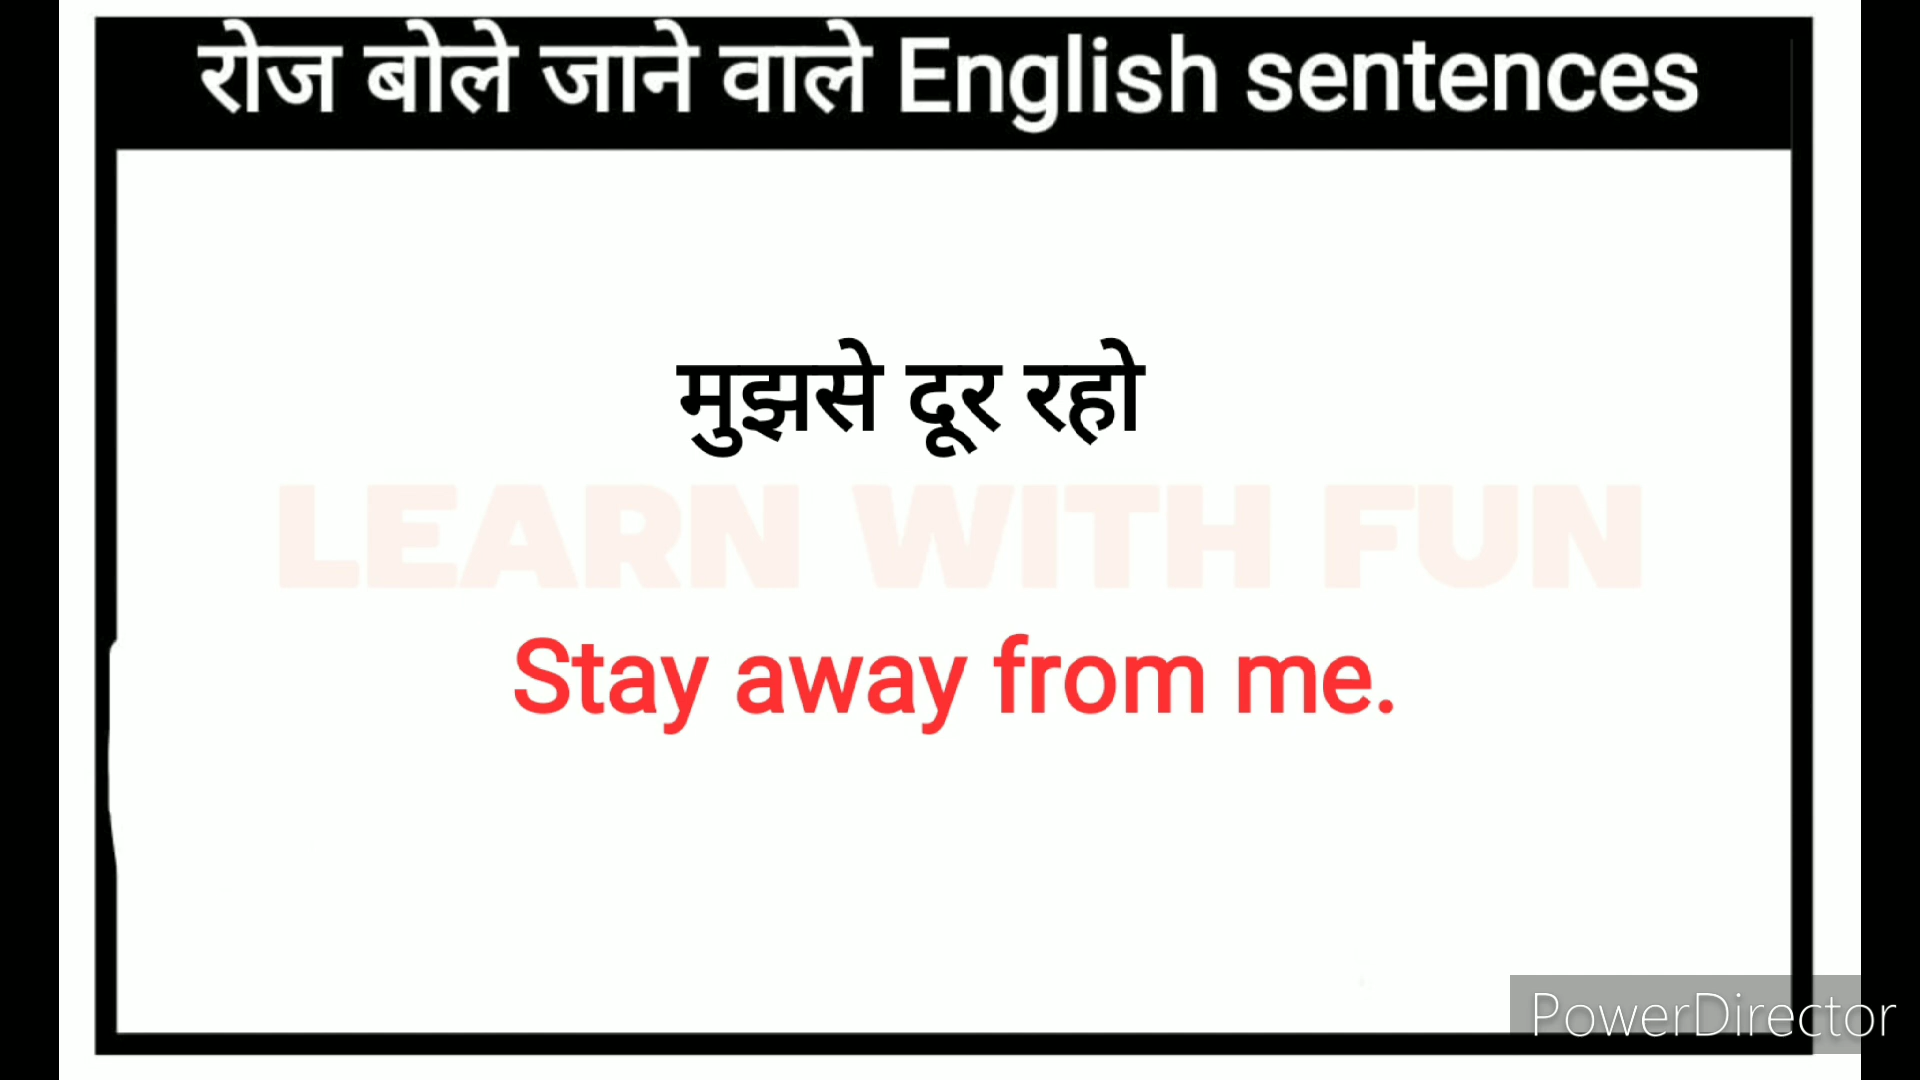 रोज बोले जाने वाले English sentences
मुझसे दूर रहो
LEARN WITH FUN
Stay away from me.
PowerDirector